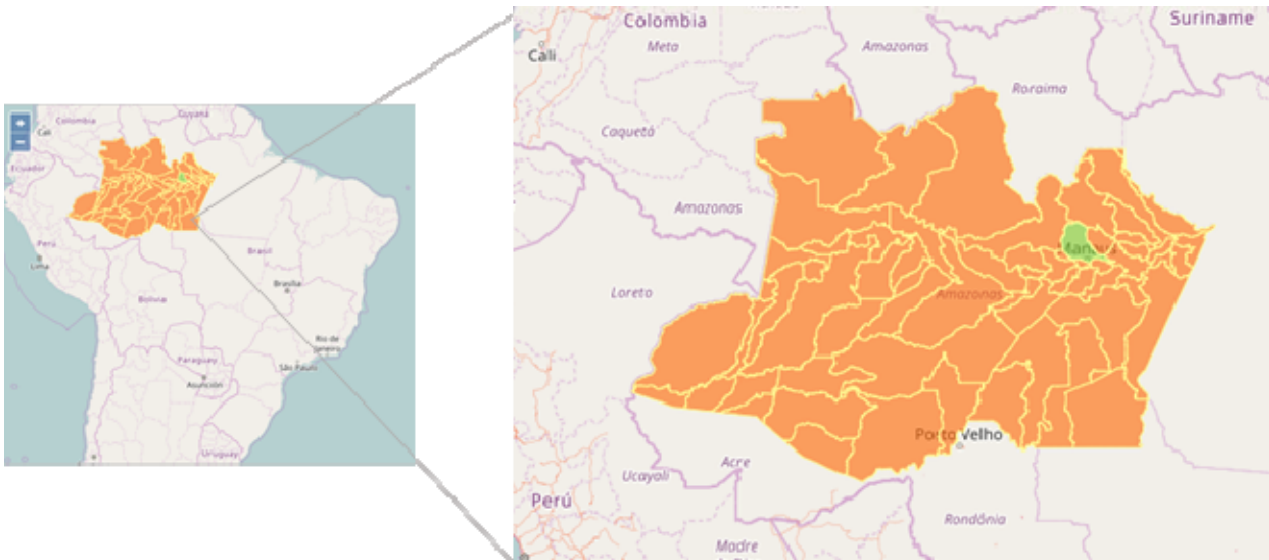 +
−
Colombia
Cali
Guyana
Ecuador
Perú
Lima
Brasil
Brasília
Bolivia
Rio de
Janeiro
São Paulo
Paraguay
Asunción
Uruguay
Colombia
Suriname
Meta
Amazonas
Cali
Roraima
Caquetá
Amazonas
Manaus
Loreto
Amazonas
Porto Velho
Acre
Ucayali
Perú
Rondônia
Madre